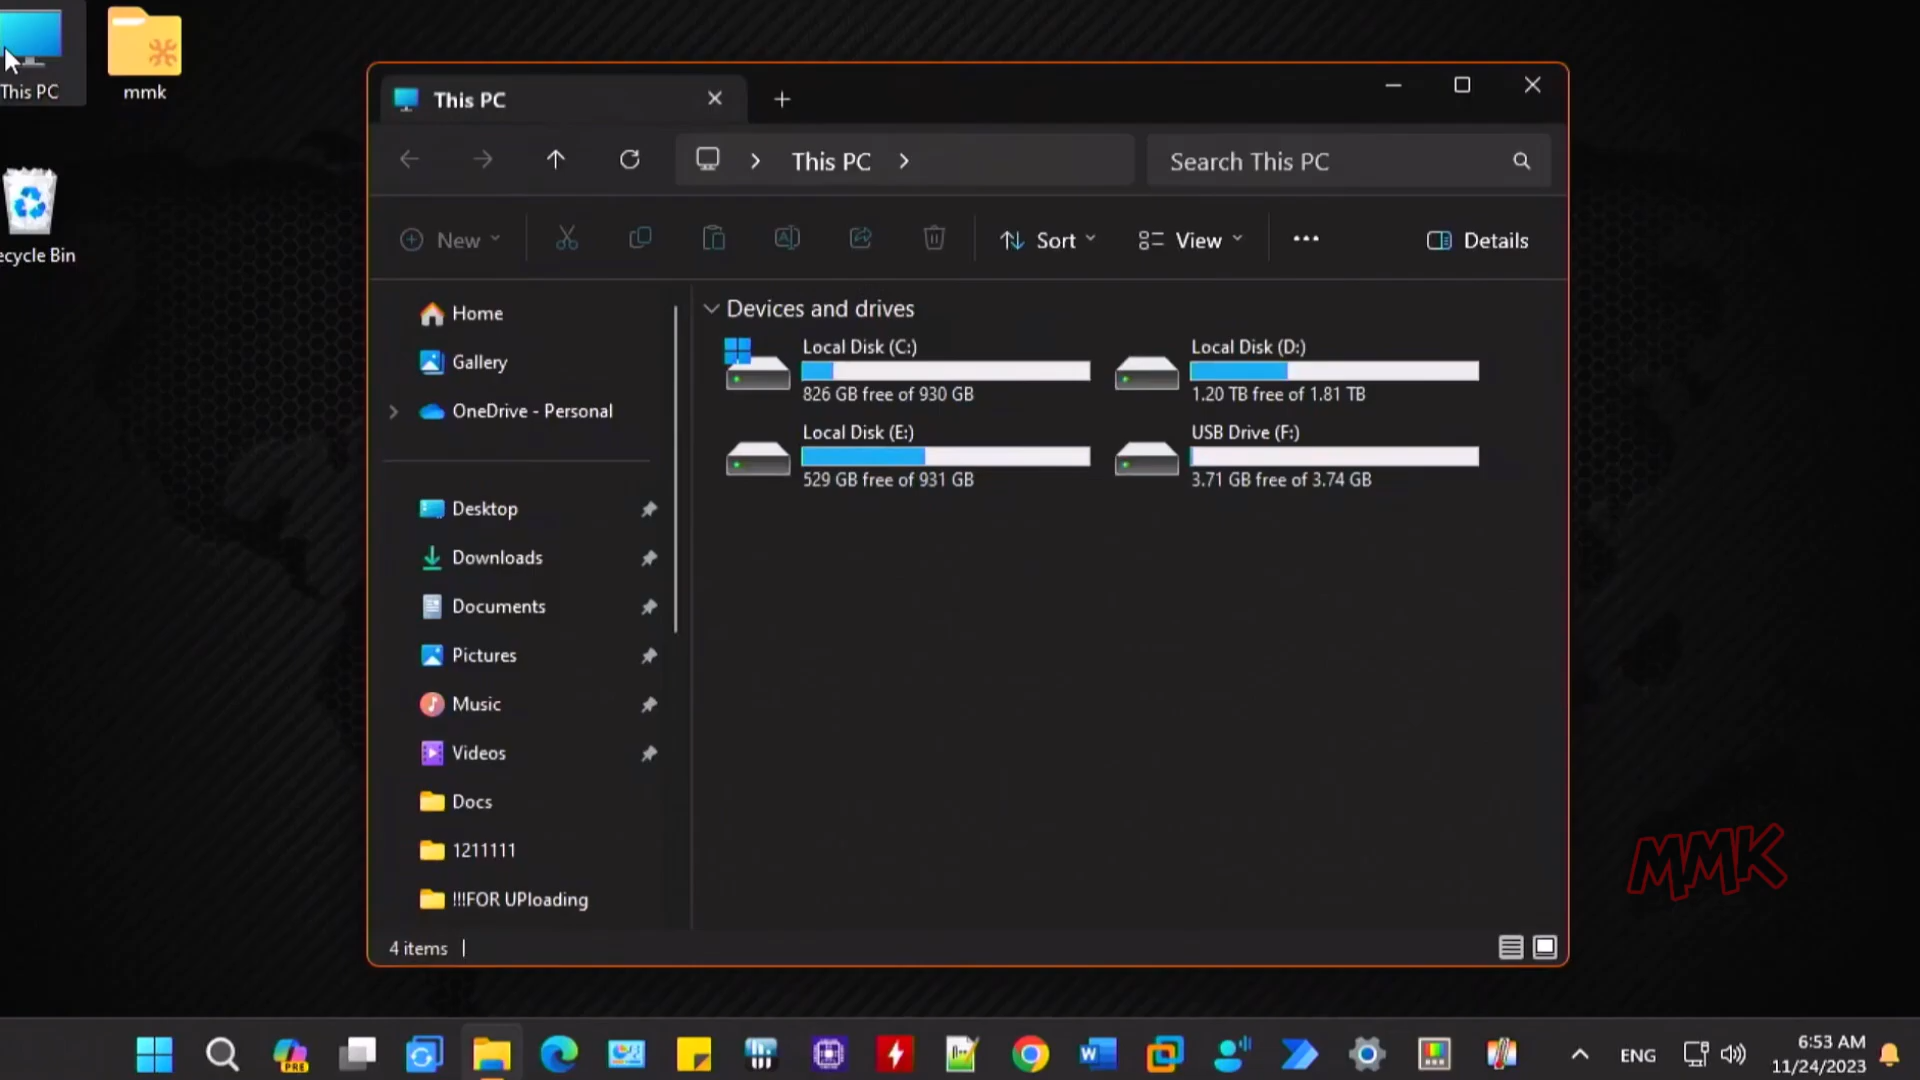 This PC
mmk
ecycle Bin
This PC
This PC
Search This PC
New
Sort
View
Details
Home
Gallery
OneDrive - Personal
Desktop
Downloads
Documents
Pictures
Music
Videos
Docs
1211111
!!!FOR UPloading
Devices and drives
Local Disk (C:)
826 GB free of 930 GB
Local Disk (D:)
1.20 TB free of 1.81 TB
Local Disk (E:)
529 GB free of 931 GB
USB Drive (F:)
3.71 GB free of 3.74 GB
4 items
MMK
PRE
W
ENG
6:53 AM
11/24/2023